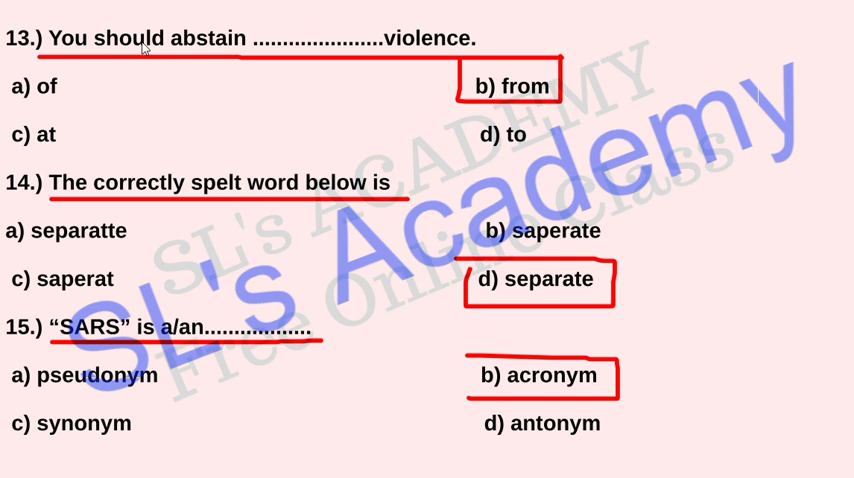 13.) You should abstain ......................violence.
a) of b) from
c) at d) to
14.) The correctly spelt word below is
a) separatte b) saperate
c) saperat d) separate
15.) “SARS” is a/an..................
a) pseudonym b) acronym
c) synonym d) antonym
SL's ACADEMY
Free Online Class
SL's Academy